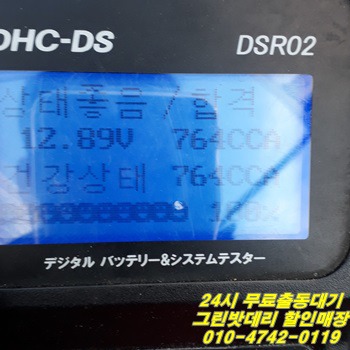 DHC-DS DSR02
상태좋음/합격
12.89V 764CCA
건강상태 764CCA
100%
デジタル バッテリー&システムテスター
24시 무료출동대기
그린밧데리 할인매장
010-4742-0119